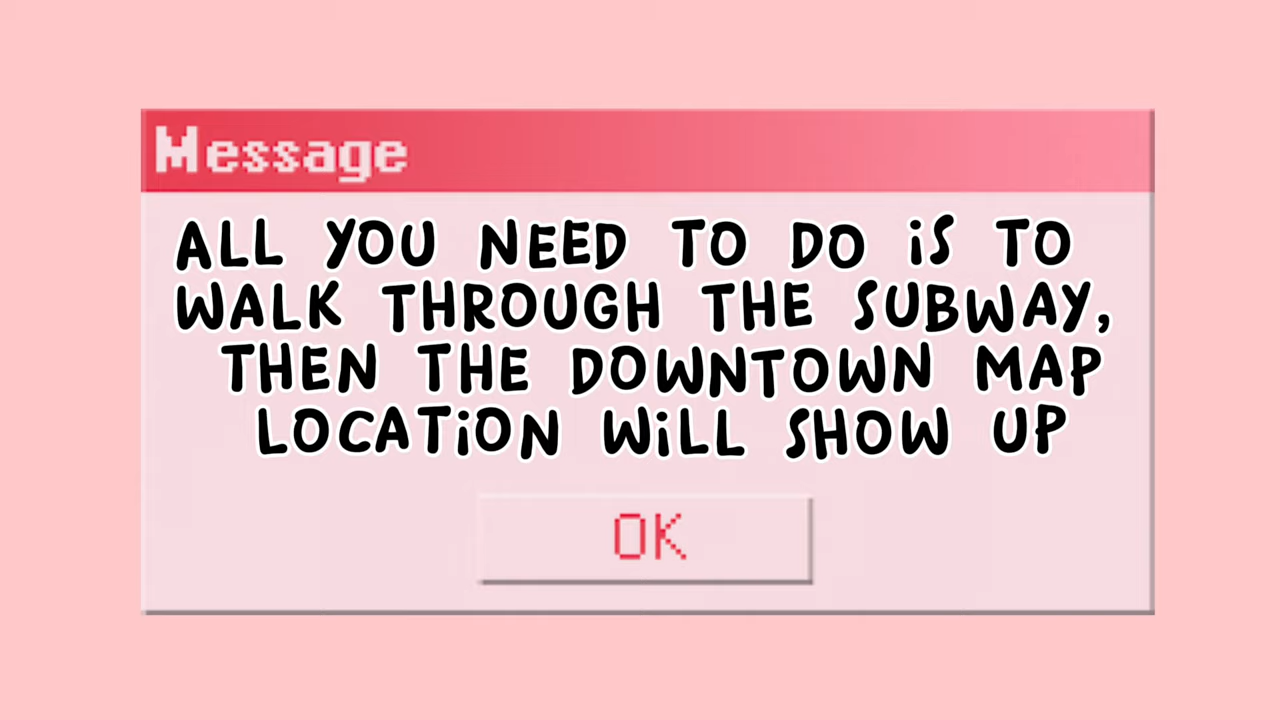 Message
ALL YOU NEED TO DO iS TO
WALK THROUGH THE SUBWAY,
THEN THE DOWNTOWN MAP
LOCATiON WiLL SHOW UP
OK